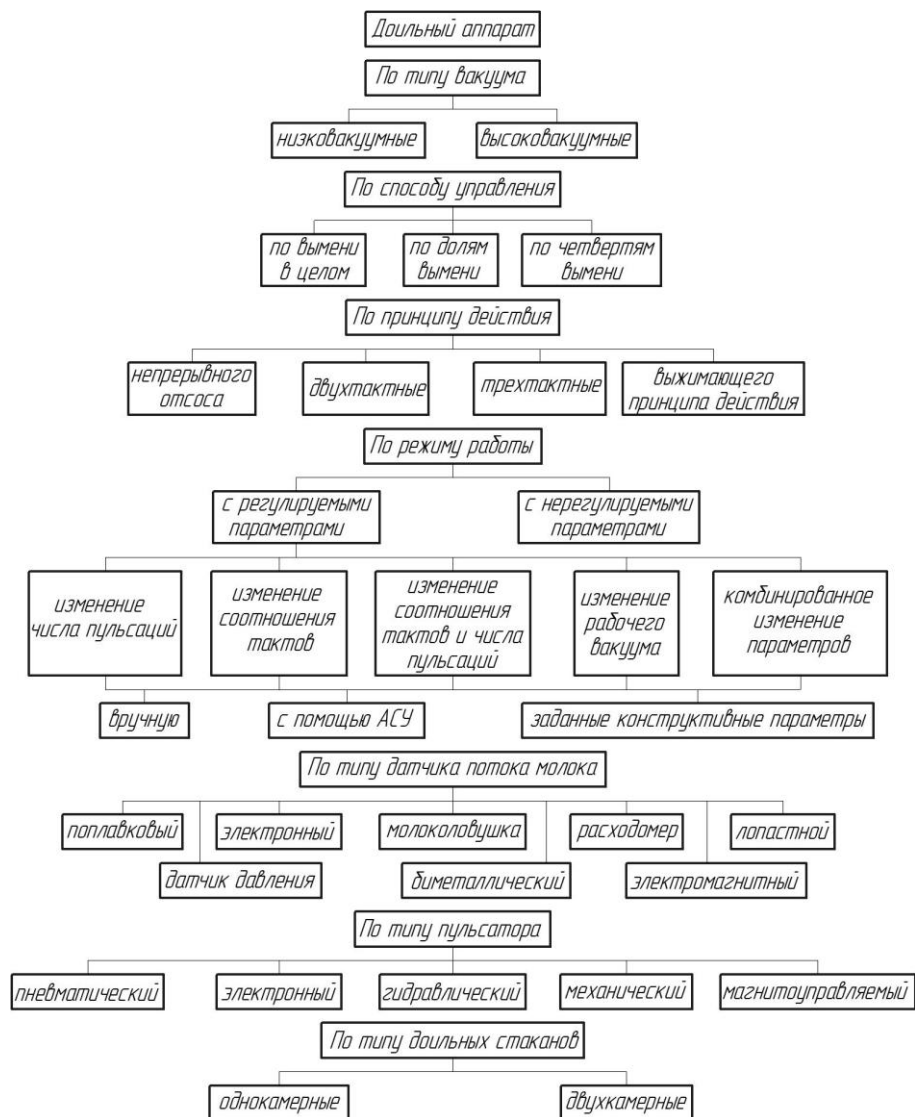 Доильный аппарат
По типу вакуума
низковакуумные
высоковакуумные
По способу управления
по вымени
в целом
по долям
вымени
по четвертям
вымени
По принципу действия
непрерывного
отсоса
двухтактные
трехтактные
выжимающего
принципа действия
По режиму работы
с регулируемыми
параметрами
с нерегулируемыми
параметрами
изменение
числа пульсаций
изменение
соотношения
тактов
изменение
соотношения
тактов и числа
пульсаций
изменение
рабочего
вакуума
комбинированное
изменение
параметров
вручную
с помощью АСУ
заданные конструктивные параметры
По типу датчика потока молока
поплавковый
электронный
молоколовушка
расходомер
лопастной
датчик давления
биметаллический
электромагнитный
По типу пульсатора
пневматический
электронный
гидравлический
механический
магнитоуправляемый
По типу доильных стаканов
однокамерные
двухкамерные